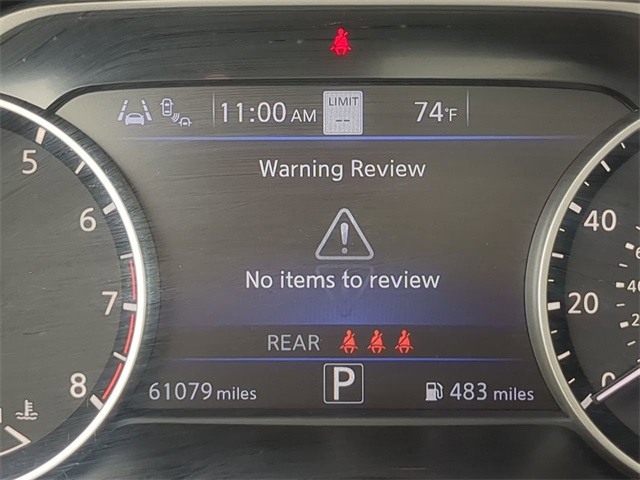 11:00 AM LIMIT -- 74°F
Warning Review
No items to review
REAR
61079 miles P 483 miles
5
6
7
8
40
20
0